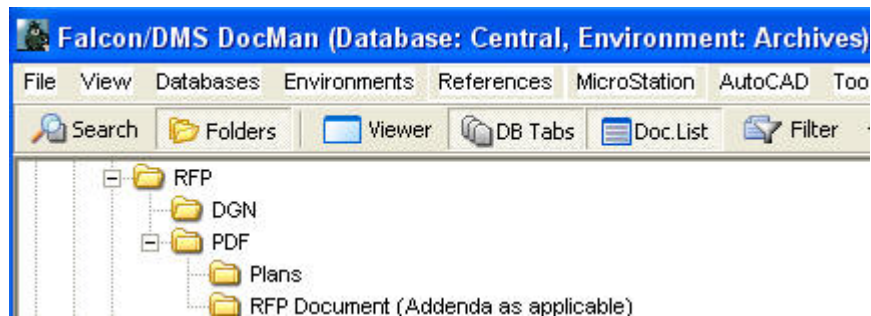 Falcon/DMS DocMan (Database: Central, Environment: Archives)
File View Databases Environments References MicroStation AutoCAD Too
Search Folders Viewer DB Tabs Doc.List Filter
RFP
DGN
PDF
Plans
RFP Document (Addenda as applicable)